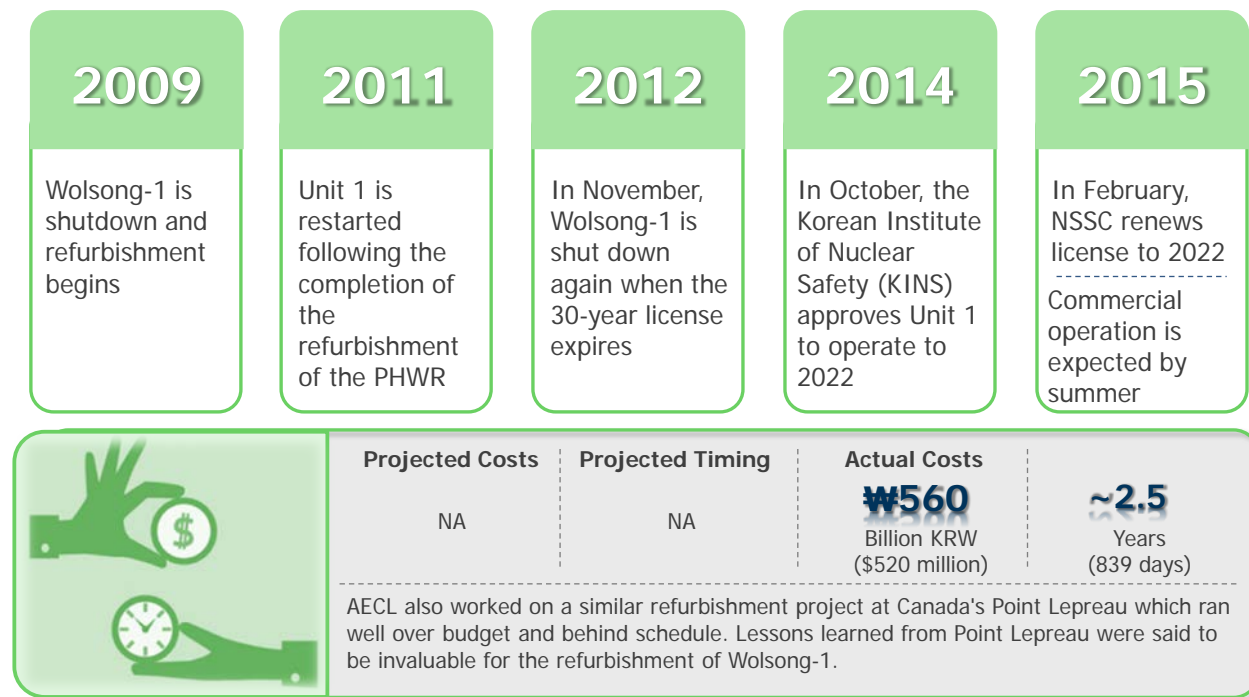 2009
Wolsong-1 is
shutdown and
refurbishment
begins
2011
Unit 1 is
restarted
following the
completion of
the
refurbishment
of the PHWR
2012
In November,
Wolsong-1 is
shut down
again when the
30-year license
expires
2014
In October, the
Korean Institute
of Nuclear
Safety (KINS)
approves Unit 1
to operate to
2022
2015
In February,
NSSC renews
license to 2022
Commercial
operation is
expected by
summer
$
Projected Costs
NA
Projected Timing
NA
Actual Costs
₩560
Billion KRW
($520 million)
~2.5
Years
(839 days)
AECL also worked on a similar refurbishment project at Canada's Point Lepreau which ran
well over budget and behind schedule. Lessons learned from Point Lepreau were said to
be invaluable for the refurbishment of Wolsong-1.